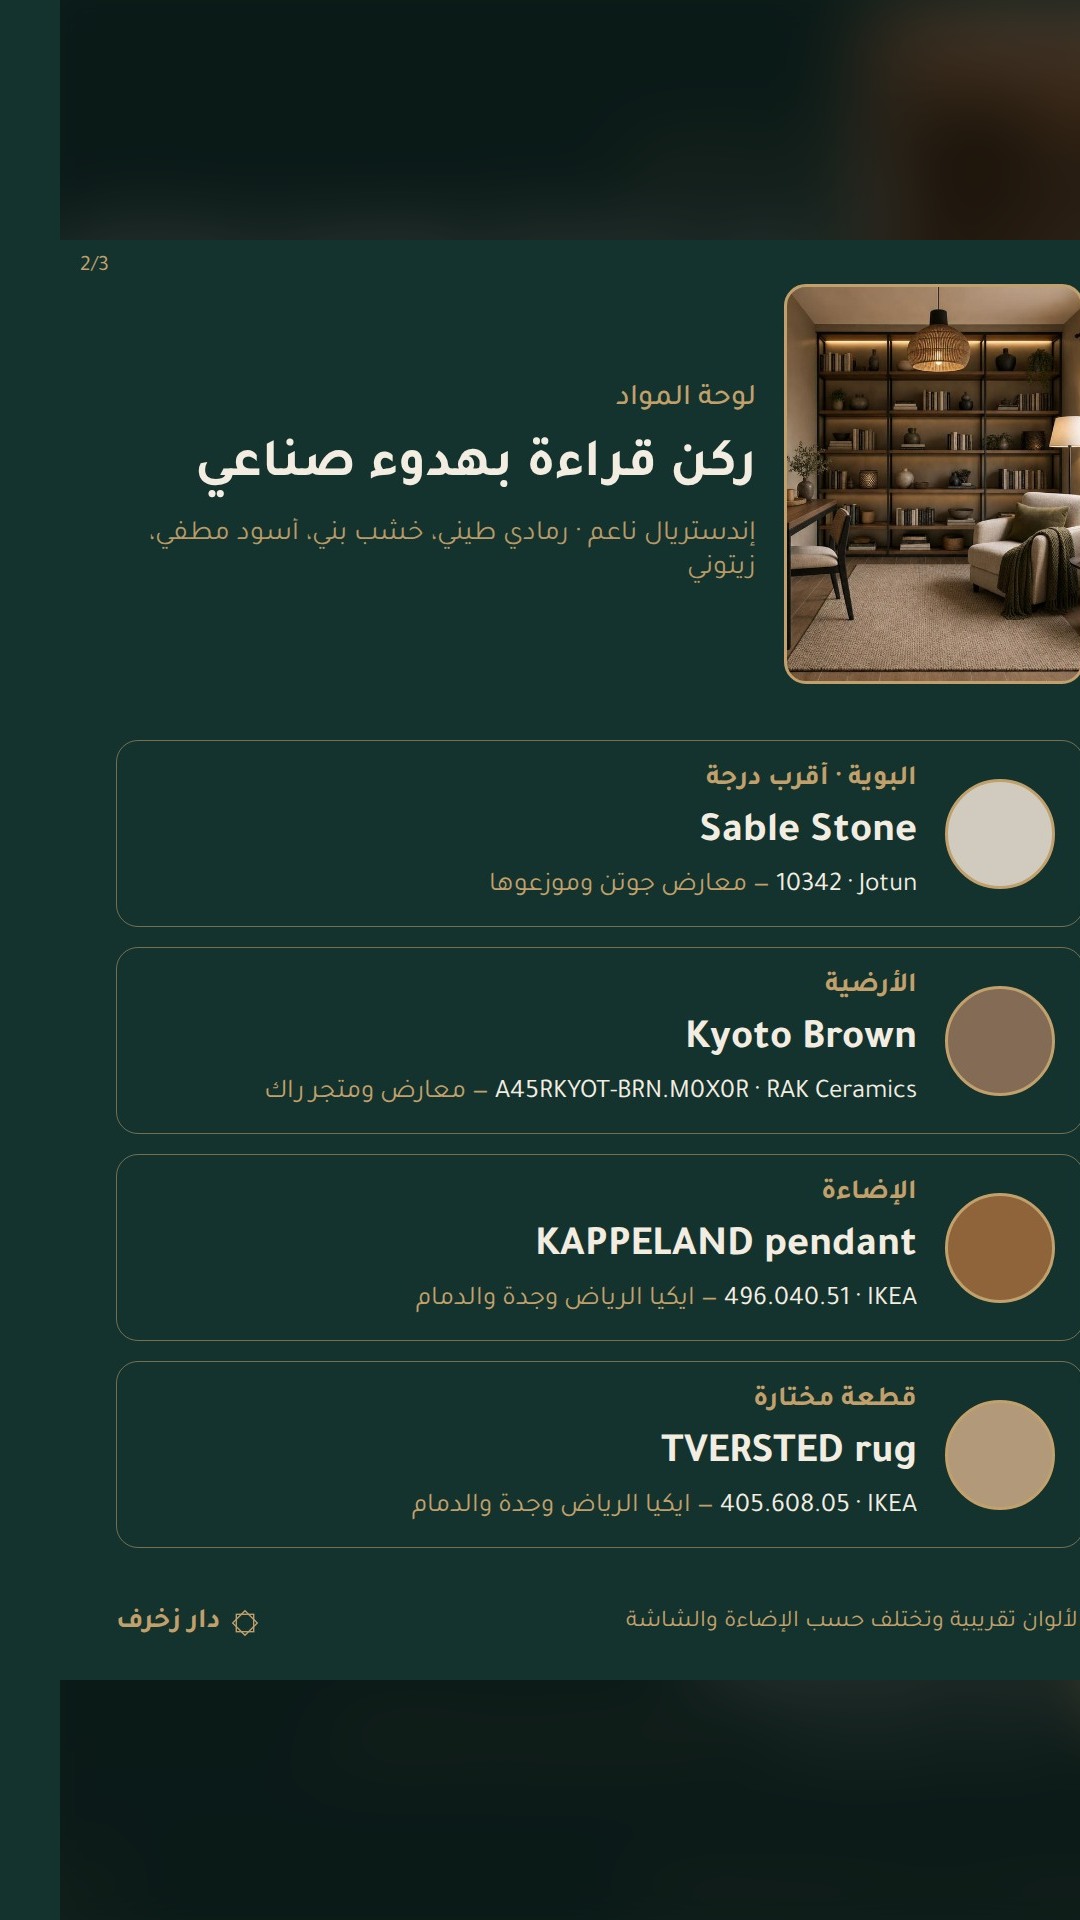 2/3
لوحة المواد
ركن قراءة بهدوء صناعي
إندستريال ناعم · رمادي طيني، خشب بني، أسود مطفي،
زيتوني
البوية · أقرب درجة
Sable Stone
Jotun · 10342 – معارض جوتن وموزعوها
الأرضية
Kyoto Brown
RAK Ceramics · A45RKYOT-BRN.M0X0R – معارض ومتجر راك
الإضاءة
KAPPELAND pendant
IKEA · 496.040.51 – ايكيا الرياض وجدة والدمام
قطعة مختارة
TVERSTED rug
IKEA · 405.608.05 – ايكيا الرياض وجدة والدمام
لألوان تقريبية وتختلف حسب الإضاءة والشاشة
دار زخرف